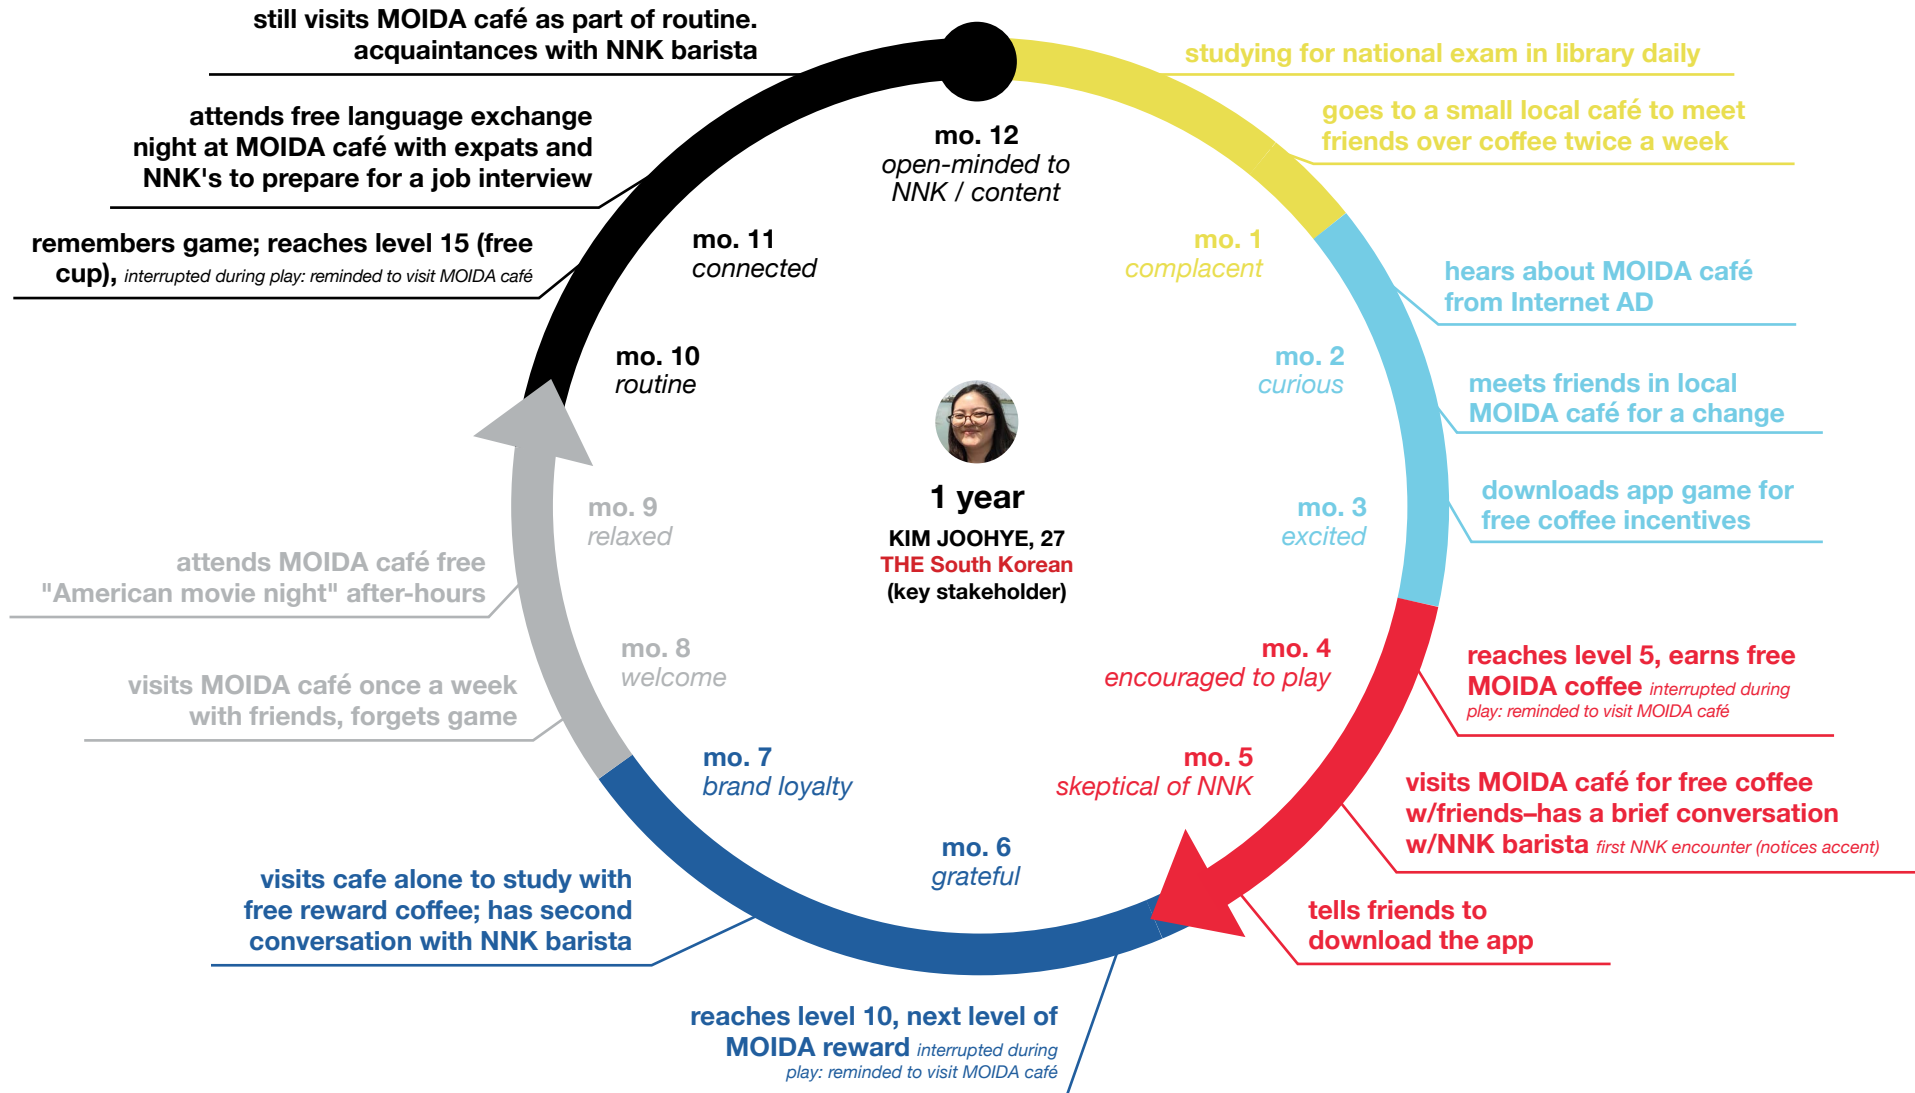 still visits MOIDA café as part of routine.
acquaintances with NNK barista
studying for national exam in library daily
goes to a small local café to meet
friends over coffee twice a week
attends free language exchange
night at MOIDA café with expats and
NNK's to prepare for a job interview
remembers game; reaches level 15 (free
cup), interrupted during play: reminded to visit MOIDA café
mo. 12
open-minded to
NNK / content
mo. 1
complacent
mo. 11
connected
hears about MOIDA café
from Internet AD
mo. 2
curious
mo. 10
routine
meets friends in local
MOIDA café for a change
mo. 3
excited
downloads app game for
free coffee incentives
1 year
KIM JOOHYE, 27
THE South Korean
(key stakeholder)
mo. 9
relaxed
attends MOIDA café free
"American movie night" after-hours
mo. 4
encouraged to play
reaches level 5, earns free
MOIDA coffee interrupted during
play: reminded to visit MOIDA café
mo. 8
welcome
visits MOIDA café once a week
with friends, forgets game
mo. 5
skeptical of NNK
visits MOIDA café for free coffee
w/friends–has a brief conversation
w/NNK barista first NNK encounter (notices accent)
mo. 7
brand loyalty
mo. 6
grateful
tells friends to
download the app
visits cafe alone to study with
free reward coffee; has second
conversation with NNK barista
reaches level 10, next level of
MOIDA reward interrupted during
play: reminded to visit MOIDA café